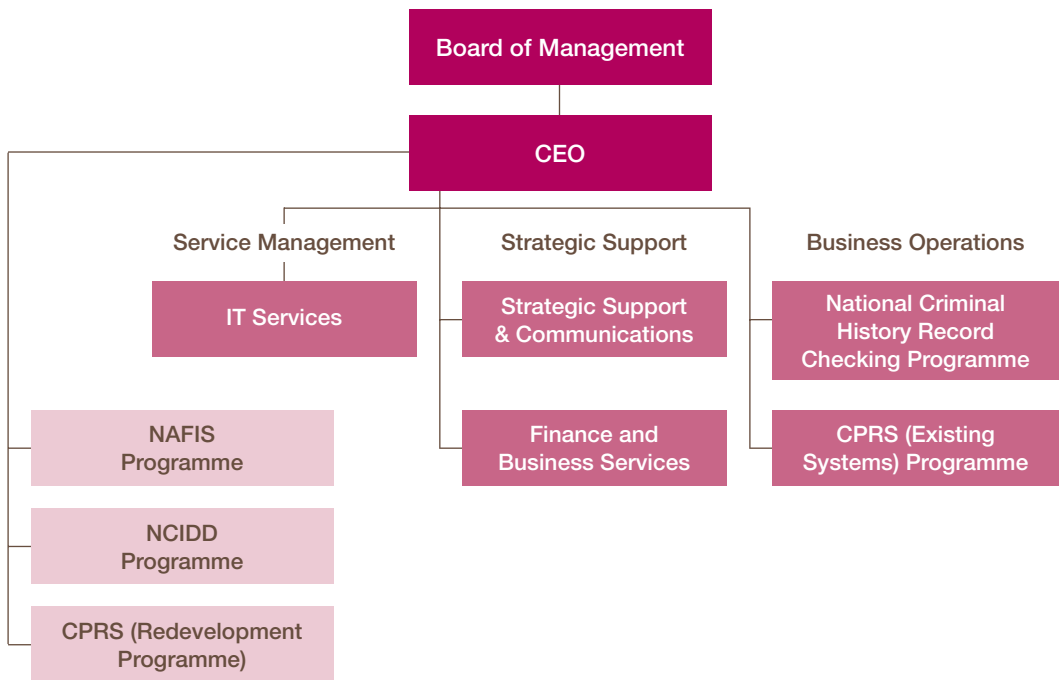 Board of Management
CEO
Service Management
Strategic Support
Business Operations
IT Services
Strategic Support
& Communications
National Criminal
History Record
Checking Programme
NAFIS
Programme
Finance and
Business Services
CPRS (Existing
Systems) Programme
NCIDD
Programme
CPRS (Redevelopment
Programme)